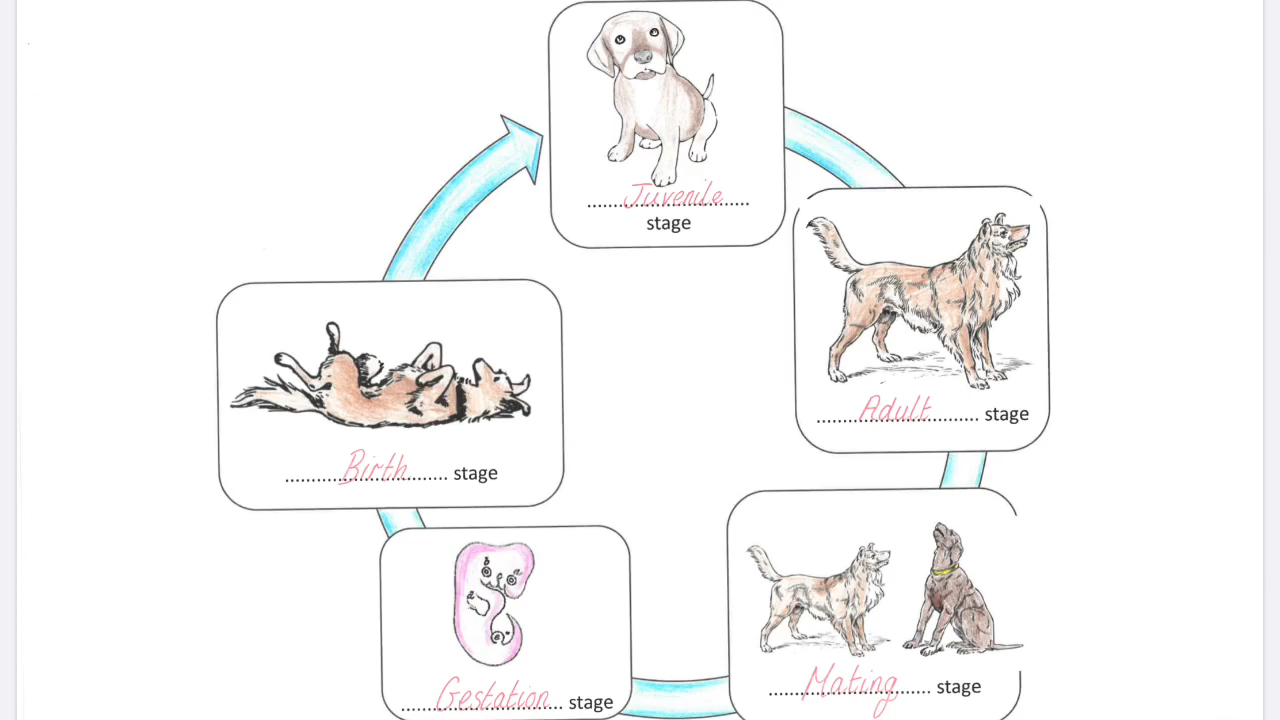 Juvenile
stage
Adult stage
Mating stage
Gestation stage
Birth stage